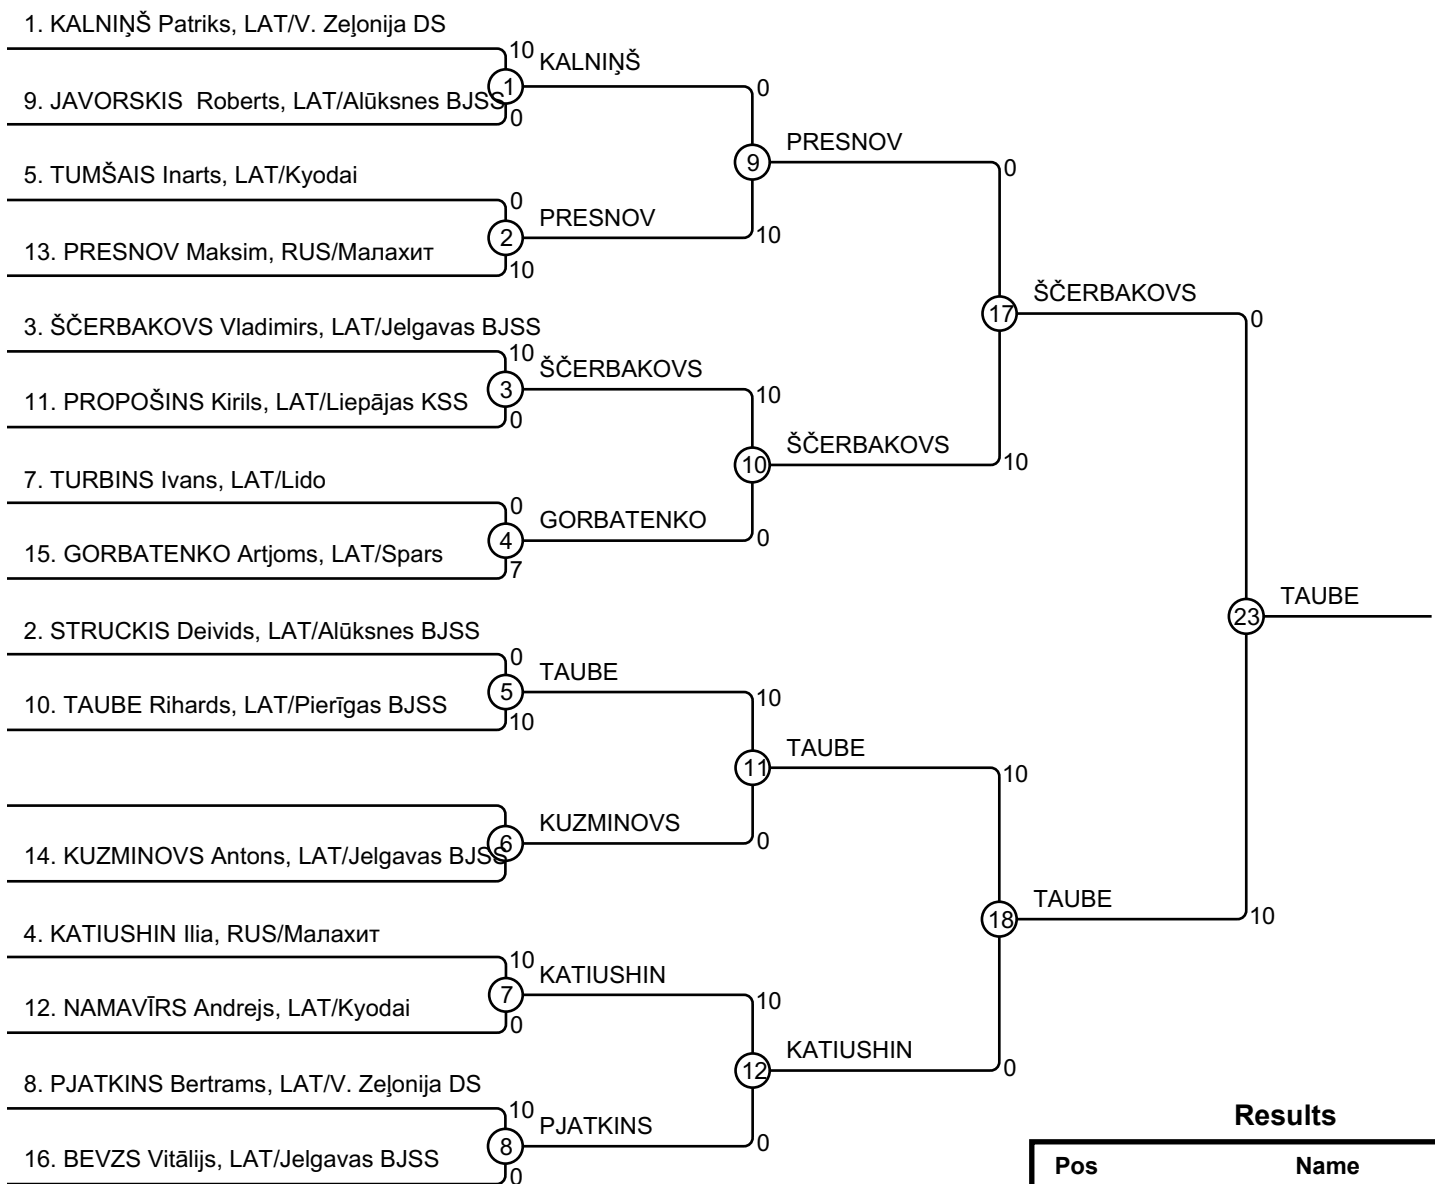 1. KALNIŅŠ Patriks, LAT/V. Zeļonija DS
10
KALNIŅŠ
1
0
9. JAVORSKIS  Roberts, LAT/Alūksnes BJSS
0
PRESNOV
9
5. TUMŠAIS Inarts, LAT/Kyodai
0
0
PRESNOV
2
10
13. PRESNOV Maksim, RUS/Малахит
10
ŠČERBAKOVS
17
0
3. ŠČERBAKOVS Vladimirs, LAT/Jelgavas BJSS
10
ŠČERBAKOVS
3
10
11. PROPOŠINS Kirils, LAT/Liepājas KSS
0
ŠČERBAKOVS
10
10
7. TURBINS Ivans, LAT/Lido
0
GORBATENKO
4
0
15. GORBATENKO Artjoms, LAT/Spars
7
TAUBE
23
2. STRUCKIS Deivids, LAT/Alūksnes BJSS
0
TAUBE
5
10
10. TAUBE Rihards, LAT/Pierīgas BJSS
10
TAUBE
11
10
KUZMINOVS
6
0
14. KUZMINOVS Antons, LAT/Jelgavas BJSS
TAUBE
18
10
4. KATIUSHIN Ilia, RUS/Малахит
10
KATIUSHIN
7
10
12. NAMAVĪRS Andrejs, LAT/Kyodai
0
KATIUSHIN
12
0
8. PJATKINS Bertrams, LAT/V. Zeļonija DS
10
PJATKINS
8
0
16. BEVZS Vitālijs, LAT/Jelgavas BJSS
0
Results
Pos Name